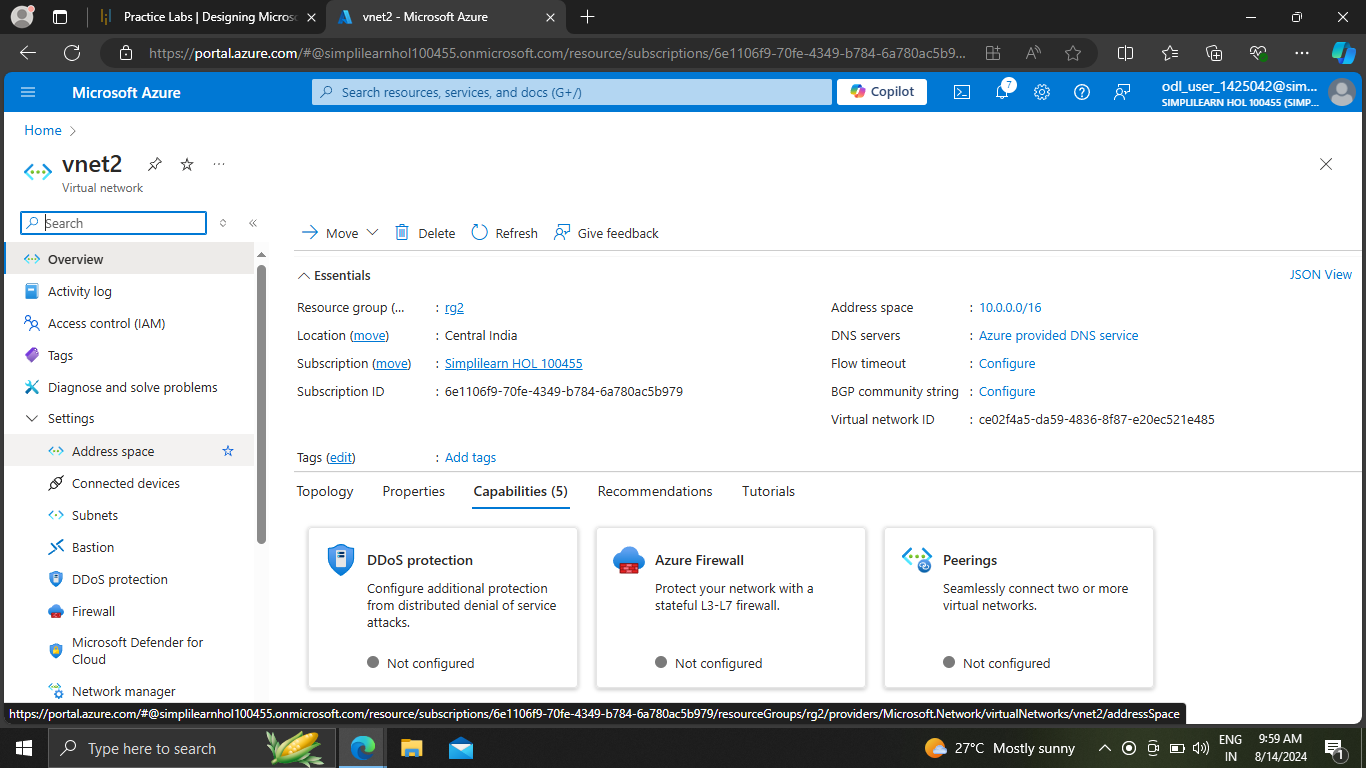 Practice Labs | Designing Microso
vnet2 - Microsoft Azure
https://portal.azure.com/#@simplilearnhol100455.onmicrosoft.com/resource/subscriptions/6e1106f9-70fe-4349-b784-6a780ac5b9...
Microsoft Azure
Search resources, services, and docs (G+/)
Copilot
7
odl_user_1425042@sim...
SIMPLILEARN HOL 100455 (SIMP...
Home
vnet2
Virtual network
Search
Overview
Activity log
Access control (IAM)
Tags
Diagnose and solve problems
Settings
Address space
Connected devices
Subnets
Bastion
DDoS protection
Firewall
Microsoft Defender for
Cloud
Network manager
Move
Delete
Refresh
Give feedback
Essentials
JSON View
Resource group (... : rg2
Location (move) : Central India
Subscription (move) : Simplilearn HOL 100455
Subscription ID : 6e1106f9-70fe-4349-b784-6a780ac5b979
Address space : 10.0.0.0/16
DNS servers : Azure provided DNS service
Flow timeout : Configure
BGP community string : Configure
Virtual network ID : ce02f4a5-da59-4836-8f87-e20ec521e485
Tags (edit) : Add tags
Topology
Properties
Capabilities (5)
Recommendations
Tutorials
DDoS protection
Configure additional protection
from distributed denial of service
attacks.
Not configured
Azure Firewall
Protect your network with a
stateful L3-L7 firewall.
Not configured
Peerings
Seamlessly connect two or more
virtual networks.
Not configured
https://portal.azure.com/#@simplilearnhol100455.onmicrosoft.com/resource/subscriptions/6e1106f9-70fe-4349-b784-6a780ac5b979/resourceGroups/rg2/providers/Microsoft.Network/virtualNetworks/vnet2/addressSpace
Type here to search
27°C Mostly sunny
ENG
IN
9:59 AM
8/14/2024
1